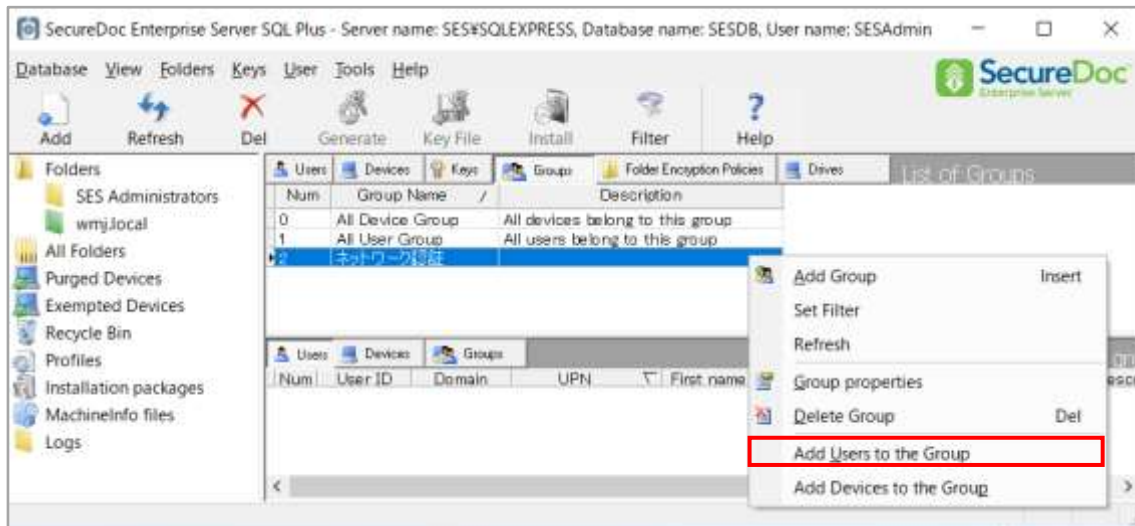 SecureDoc Enterprise Server SQL Plus - Server name: SES¥SQLEXPRESS, Database name: SESDB, User name: SESAdmin
Database View Folders Keys User Tools Help
SecureDoc
Enterprise Server
Add Refresh Del Generate Key File Install Filter Help
Folders
SES Administrators
wmj.local
All Folders
Purged Devices
Exempted Devices
Recycle Bin
Profiles
Installation packages
MachineInfo files
Logs
Users Devices Keys Groups Folder Encryption Policies Drives List of Groups
Num Group Name / Description
0 All Device Group All devices belong to this group
1 All User Group All users belong to this group
2 ネットワーク認証
Users Devices Groups
Num User ID Domain UPN First name
Add Group Insert
Set Filter
Refresh
Group properties
Delete Group Del
Add Users to the Group
Add Devices to the Group